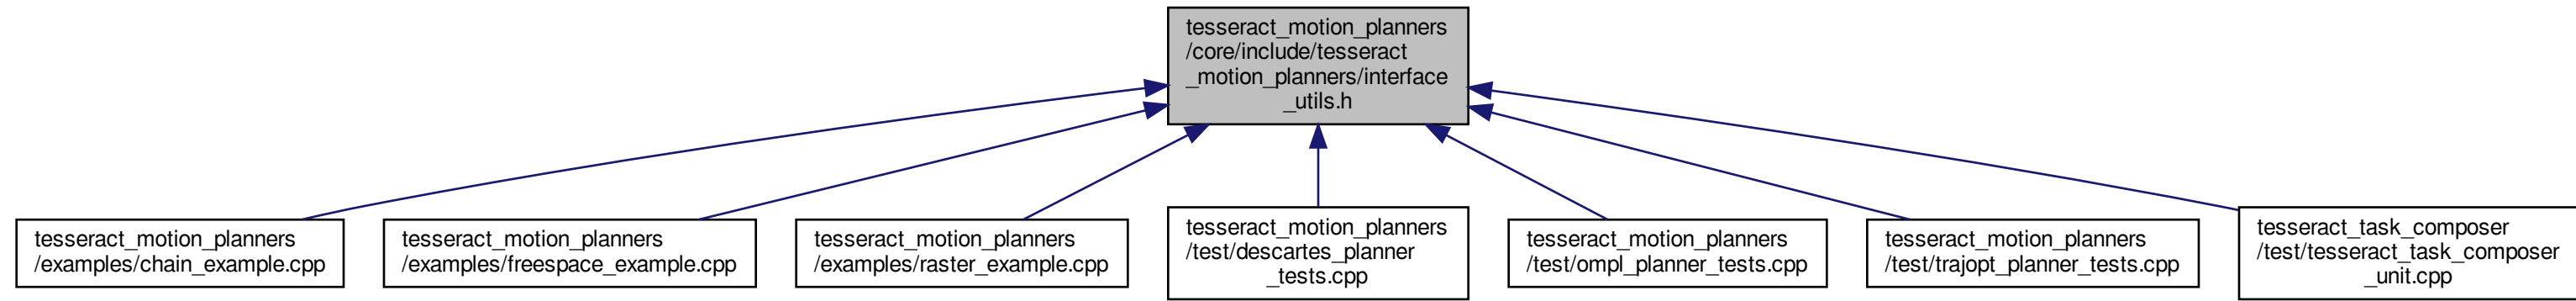 tesseract_motion_planners
/core/include/tesseract
_motion_planners/interface
_utils.h
tesseract_motion_planners
/examples/chain_example.cpp
tesseract_motion_planners
/examples/freespace_example.cpp
tesseract_motion_planners
/examples/raster_example.cpp
tesseract_motion_planners
/test/descartes_planner
_tests.cpp
tesseract_motion_planners
/test/ompl_planner_tests.cpp
tesseract_motion_planners
/test/trajopt_planner_tests.cpp
tesseract_task_composer
/test/tesseract_task_composer
_unit.cpp